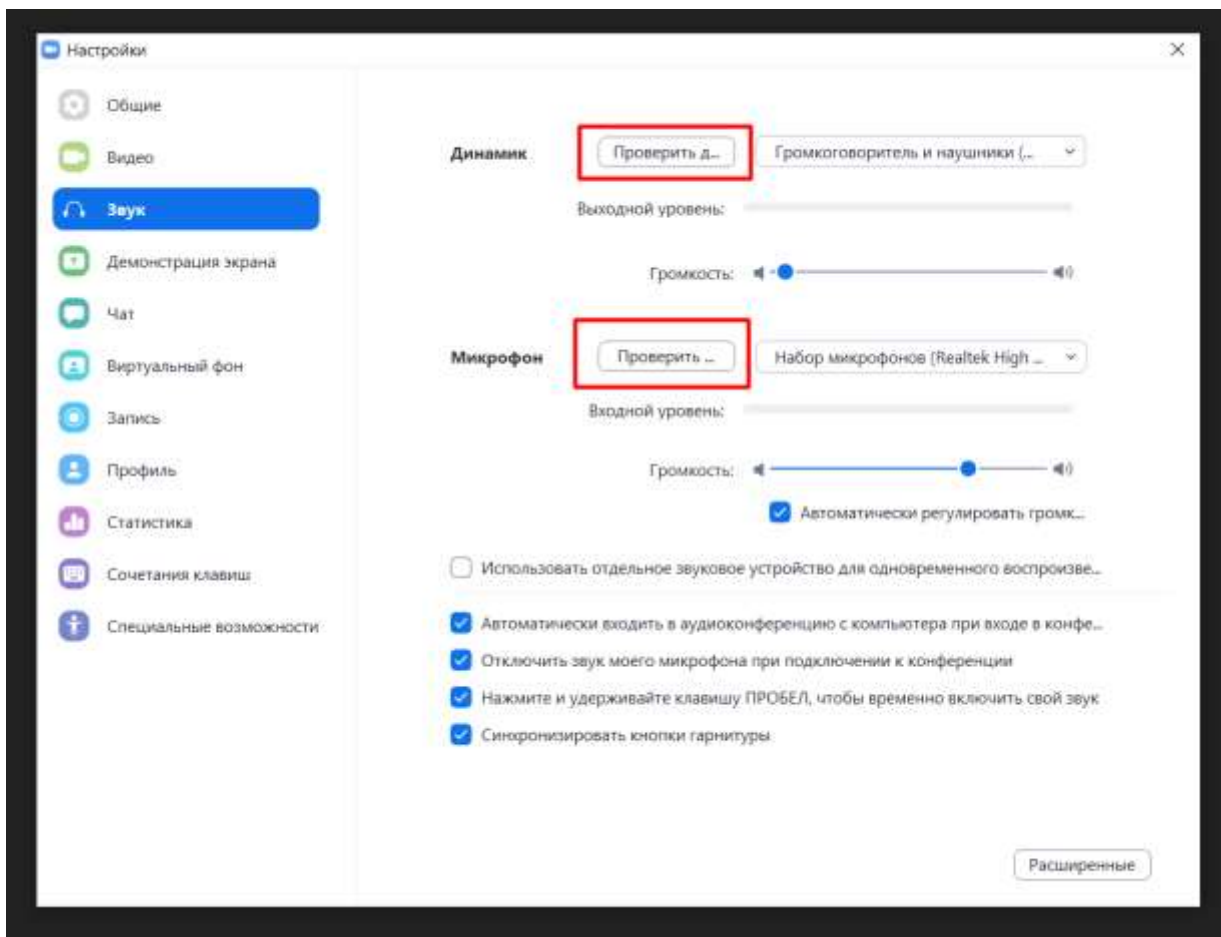 Настройки
Общие
Видео
Звук
Демонстрация экрана
Чат
Виртуальный фон
Запись
Профиль
Статистика
Сочетания клавиш
Специальные возможности
Динамик
Проверить д...
Громкоговоритель и наушники (...
Выходной уровень:
Громкость:
Микрофон
Проверить ...
Набор микрофонов (Realtek High ...
Входной уровень:
Громкость:
Автоматически регулировать громк...
Использовать отдельное звуковое устройство для одновременного воспроизве...
Автоматически входить в аудиоконференцию с компьютера при входе в конфе...
Отключить звук моего микрофона при подключении к конференции
Нажмите и удерживайте клавишу ПРОБЕЛ, чтобы временно включить свой звук
Синхронизировать кнопки гарнитуры
Расширенные